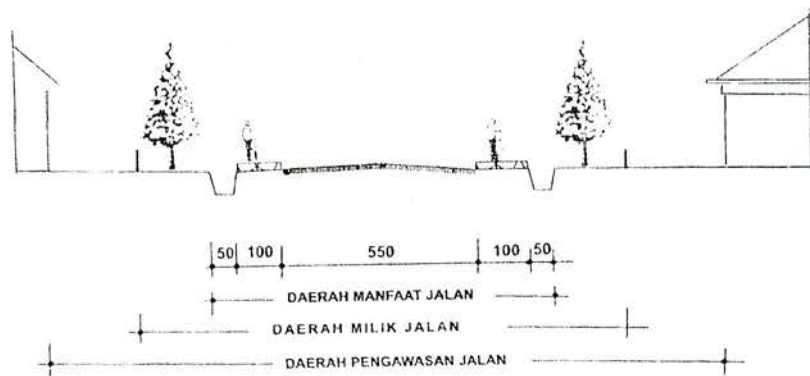 50 100 550 100 50
DAERAH MANFAAT JALAN
DAERAH MILIK JALAN
DAERAH PENGAWASAN JALAN